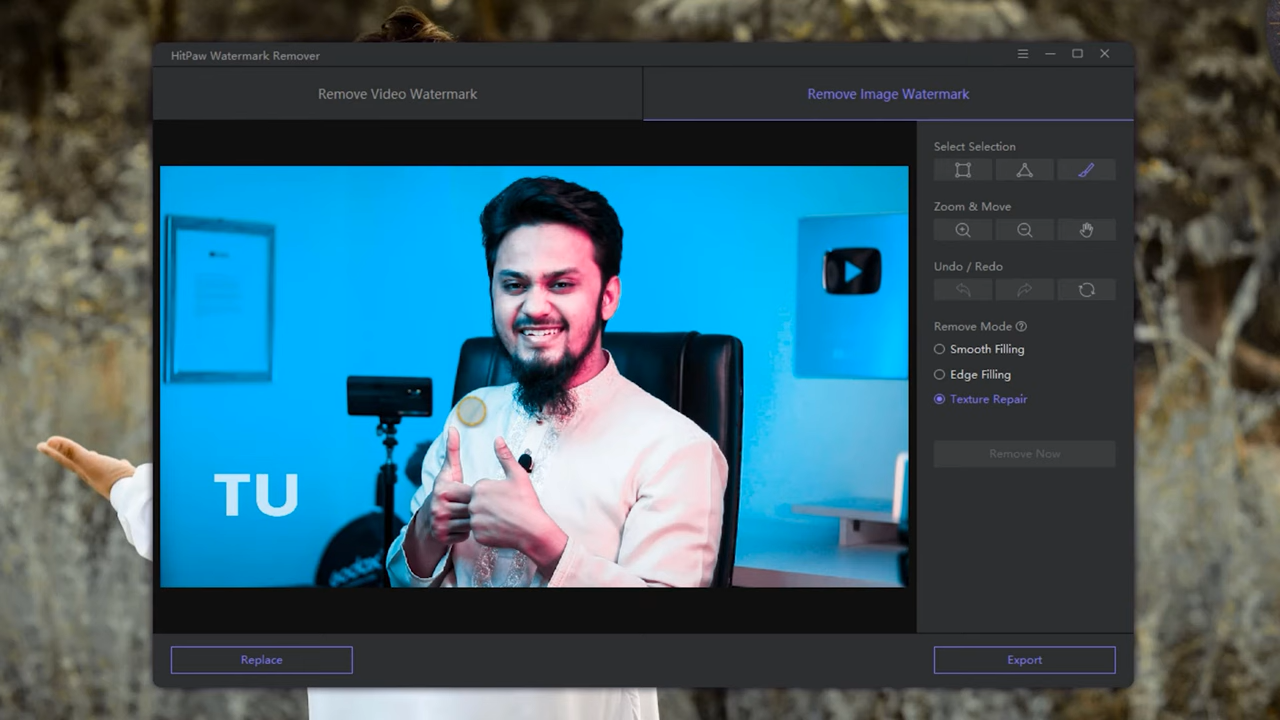 HitPaw Watermark Remover
Remove Video Watermark
Remove Image Watermark
Select Selection
Zoom & Move
Undo / Redo
Remove Mode
Smooth Filling
Edge Filling
Texture Repair
Remove Now
TU
Replace
Export